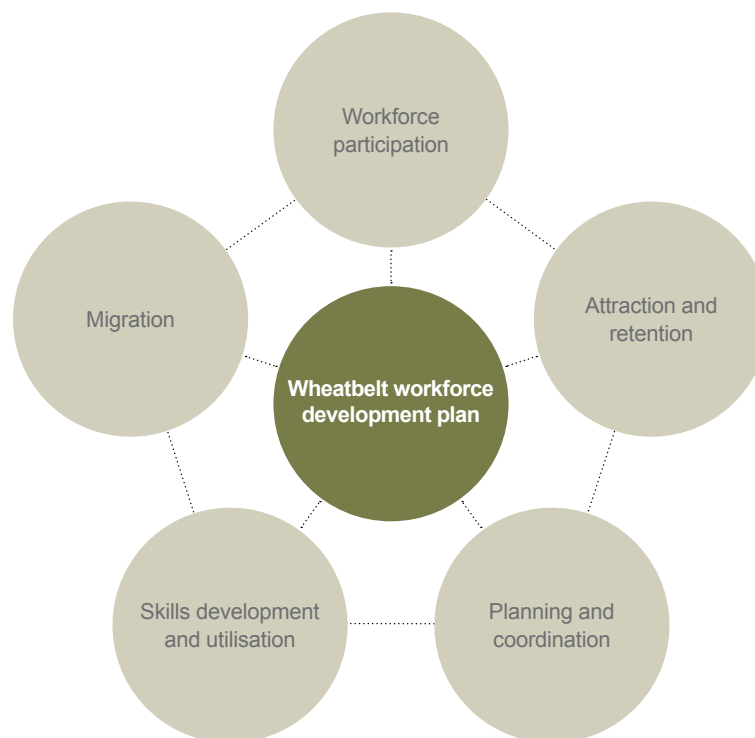 Workforce
participation
Migration
Attraction and
retention
Wheatbelt workforce
development plan
Skills development
and utilisation
Planning and
coordination